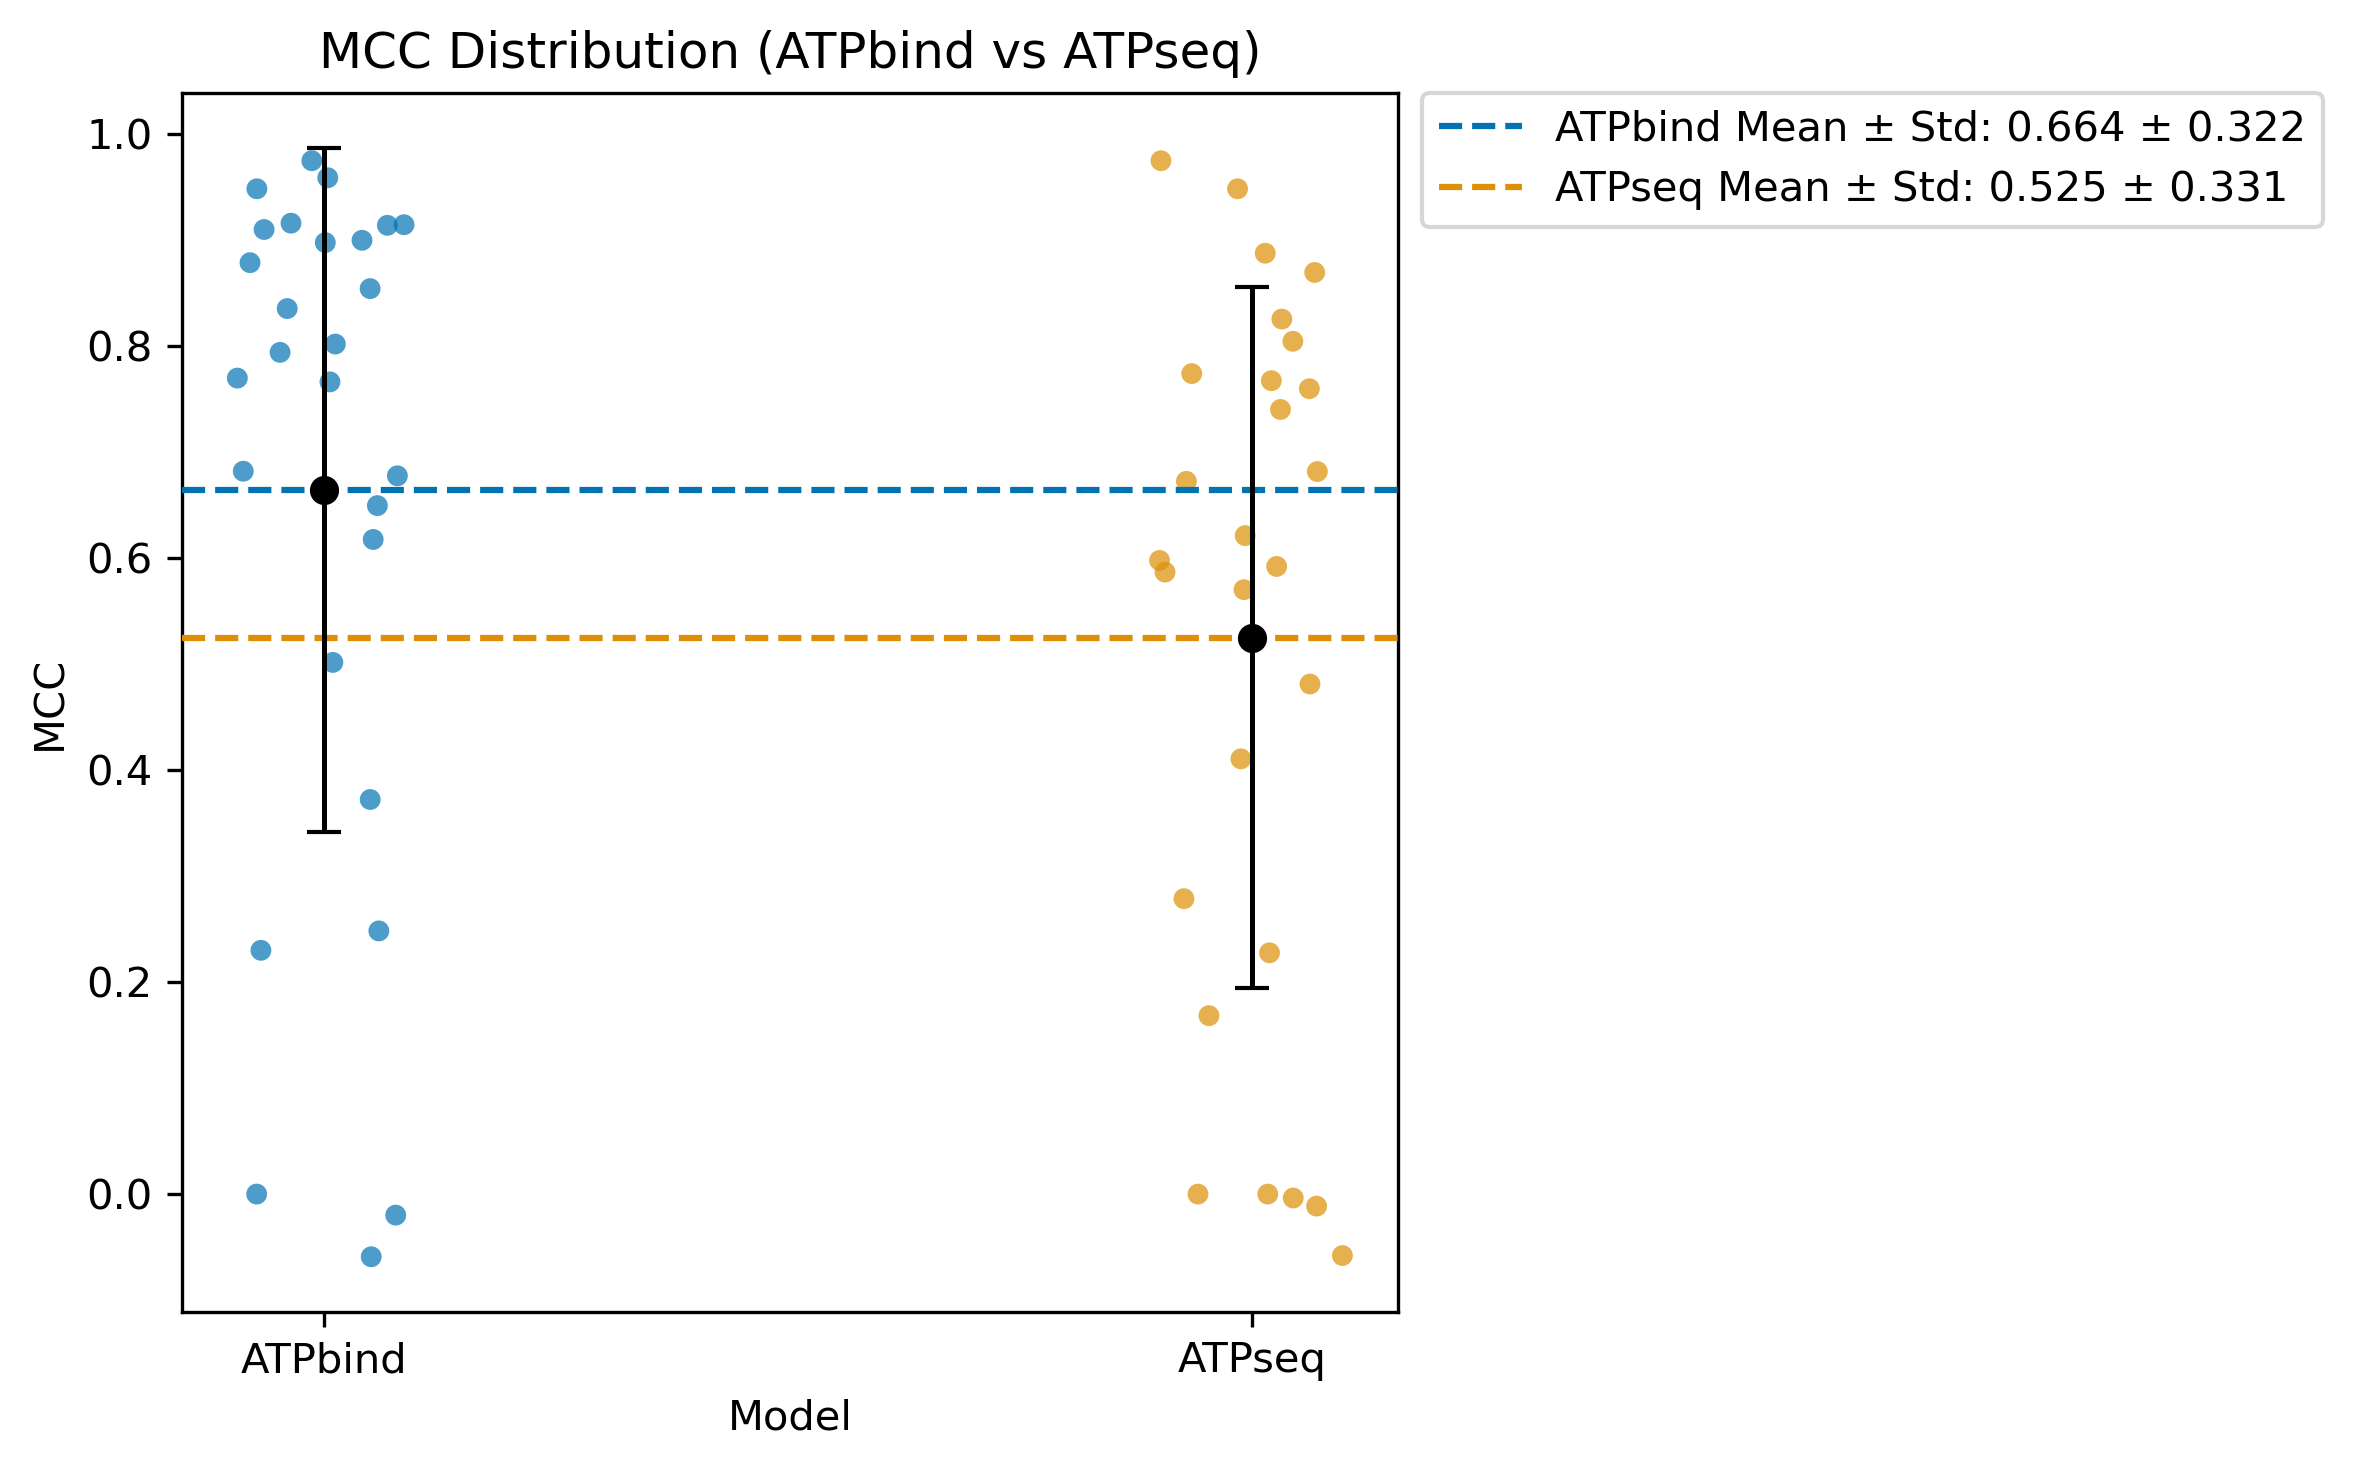 MCC Distribution (ATPbind vs ATPseq)
ATPbind Mean ± Std: 0.664 ± 0.322
ATPseq Mean ± Std: 0.525 ± 0.331
MCC
1.0
0.8
0.6
0.4
0.2
0.0
ATPbind
ATPseq
Model